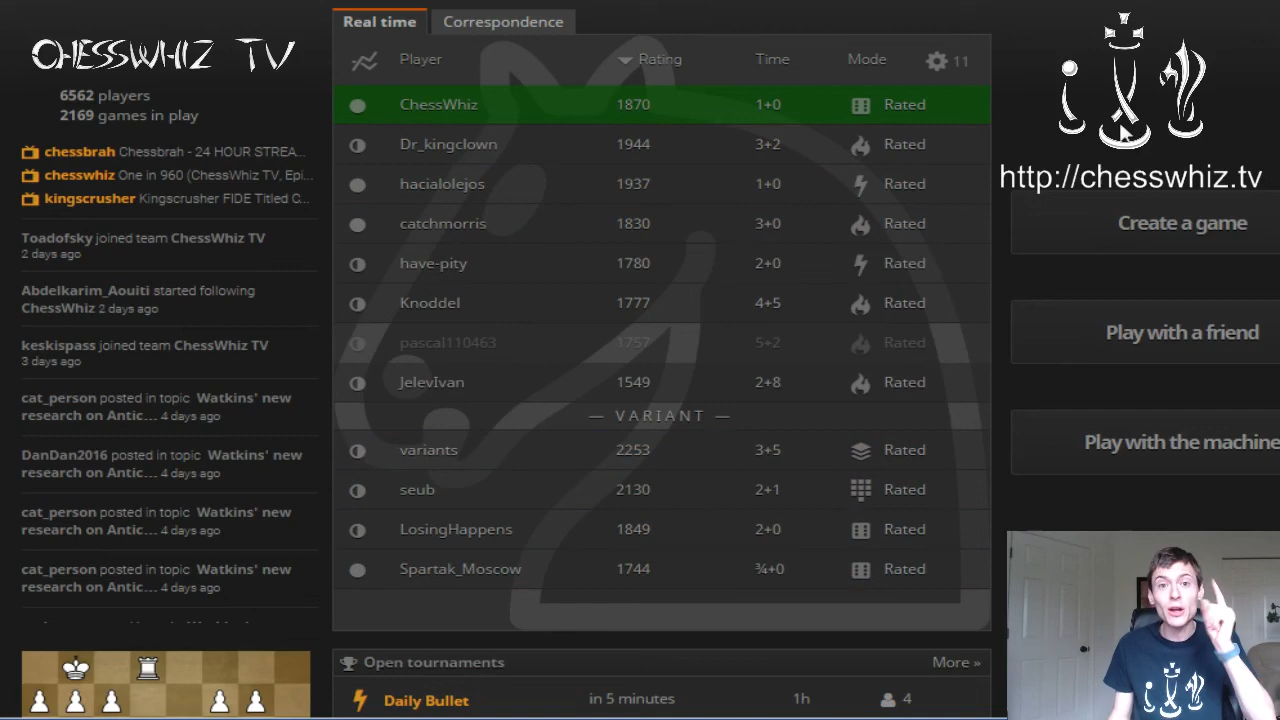 CHESSWHIZ TV
6562 players
2169 games in play
chessbrah Chessbrah - 24 HOUR STREA...
chesswhiz One in 960 (ChessWhiz TV, Epi...
kingscrusher Kingscrusher FIDE Titled C...
Toadofsky joined team ChessWhiz TV
2 days ago
Abdelkarim_Aouiti started following
ChessWhiz 2 days ago
keskispass joined team ChessWhiz TV
3 days ago
cat_person posted in topic Watkins' new
research on Antic... 4 days ago
DanDan2016 posted in topic Watkins' new
research on Antic... 4 days ago
cat_person posted in topic Watkins' new
research on Antic... 4 days ago
cat_person posted in topic Watkins' new
research on Antic... 4 days ago
Real time Correspondence
Player Rating Time Mode 11
ChessWhiz 1870 1+0 Rated
Dr_kingclown 1944 3+2 Rated
hacialolejos 1937 1+0 Rated
catchmorris 1830 3+0 Rated
have-pity 1780 2+0 Rated
Knoddel 1777 4+5 Rated
pascal110463 1757 5+2 Rated
JelevIvan 1549 2+8 Rated
— VARIANT —
variants 2253 3+5 Rated
seub 2130 2+1 Rated
LosingHappens 1849 2+0 Rated
Spartak_Moscow 1744 ¾+0 Rated
Open tournaments More »
Daily Bullet in 5 minutes 1h 4
http://chesswhiz.tv
Create a game
Play with a friend
Play with the machine